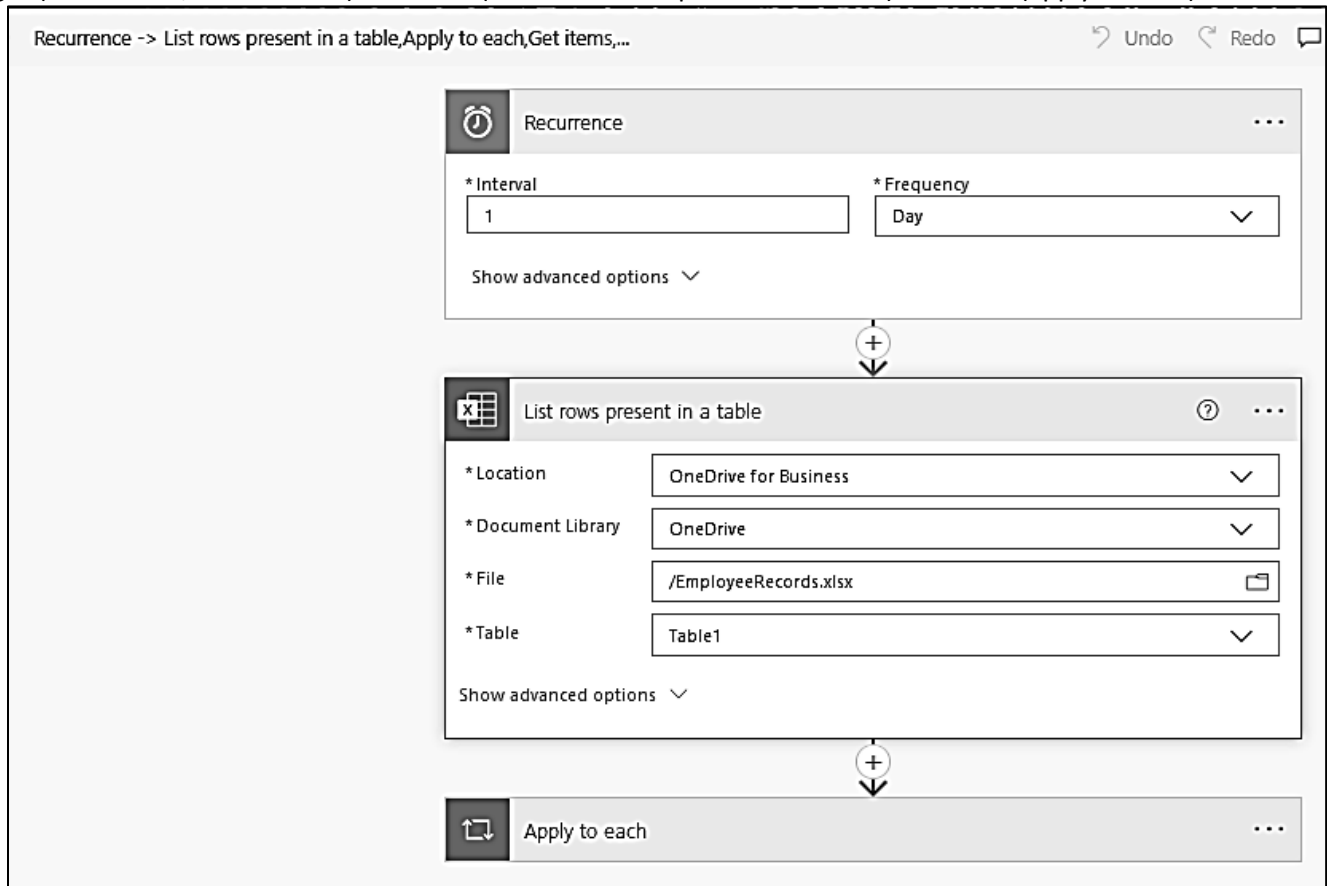 Recurrence -> List rows present in a table,Apply to each,Get items,...
Undo Redo
Recurrence
* Interval * Frequency
1 Day
Show advanced options
List rows present in a table
* Location OneDrive for Business
* Document Library OneDrive
* File /EmployeeRecords.xlsx
* Table Table1
Show advanced options
Apply to each